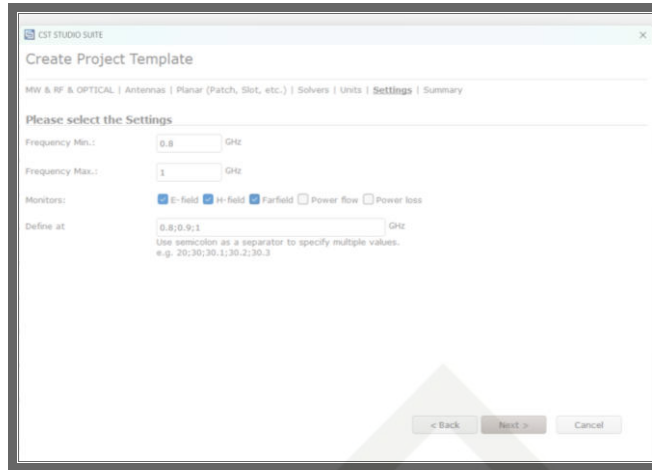 CST STUDIO SUITE
Create Project Template
MW & RF & OPTICAL | Antennas | Planar (Patch, Slot, etc.) | Solvers | Units | Settings | Summary
Please select the Settings
Frequency Min.: 0.8 GHz
Frequency Max.: 1 GHz
Monitors: E-field H-field Farfield Power flow Power loss
Define at 0.8;0.9;1 GHz
Use semicolon as a separator to specify multiple values.
e.g. 20;30;30.1;30.2;30.3
< Back Next > Cancel